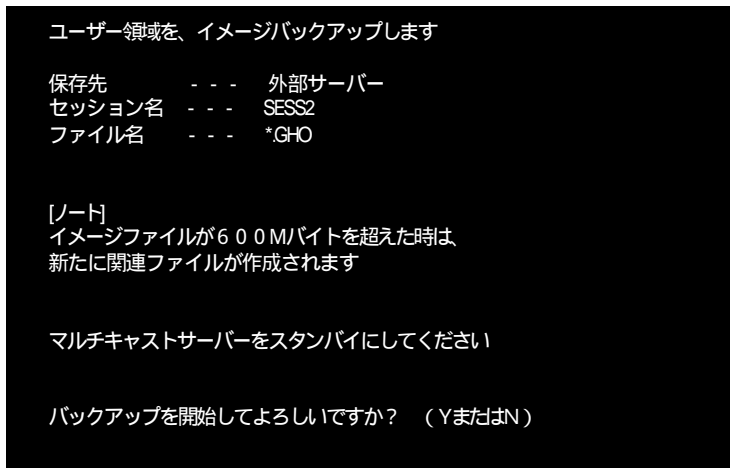 ユーザー領域を、イメージバックアップします
保存先　　　　- - -　外部サーバー
セッション名　- - -　SESS2
ファイル名　　- - -　*.GHO
[ノート]
イメージファイルが６００Mバイトを超えた時は、
新たに関連ファイルが作成されます
マルチキャストサーバーをスタンバイにしてください
バックアップを開始してよろしいですか？　（YまたはN）